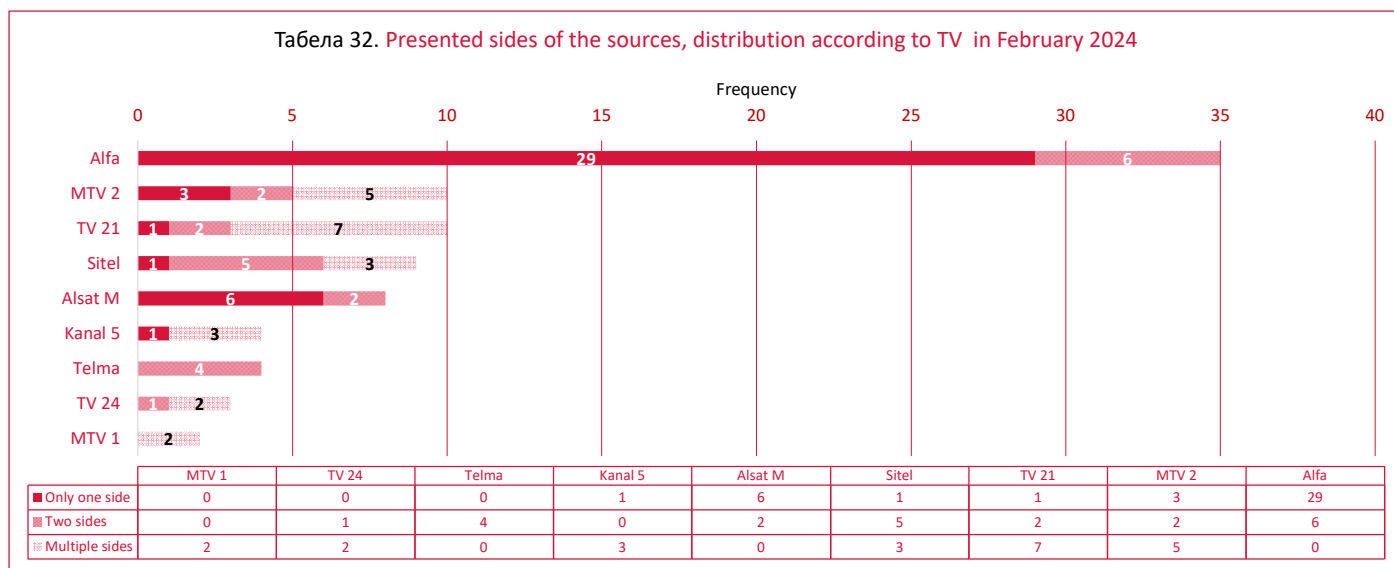 Табела 32. Presented sides of the sources, distribution according to TV in February 2024
Frequency
0 5 10 15 20 25 30 35 40
Alfa 29 6
MTV 2 3 2 5
TV 21 1 2 7
Sitel 1 5 3
Alsat M 6 2
Kanal 5 1 3
Telma 4
TV 24 1 2
MTV 1 2
MTV 1 TV 24 Telma Kanal 5 Alsat M Sitel TV 21 MTV 2 Alfa
Only one side 0 0 0 1 6 1 1 3 29
Two sides 0 1 4 0 2 5 2 2 6
Multiple sides 2 2 0 3 0 3 7 5 0